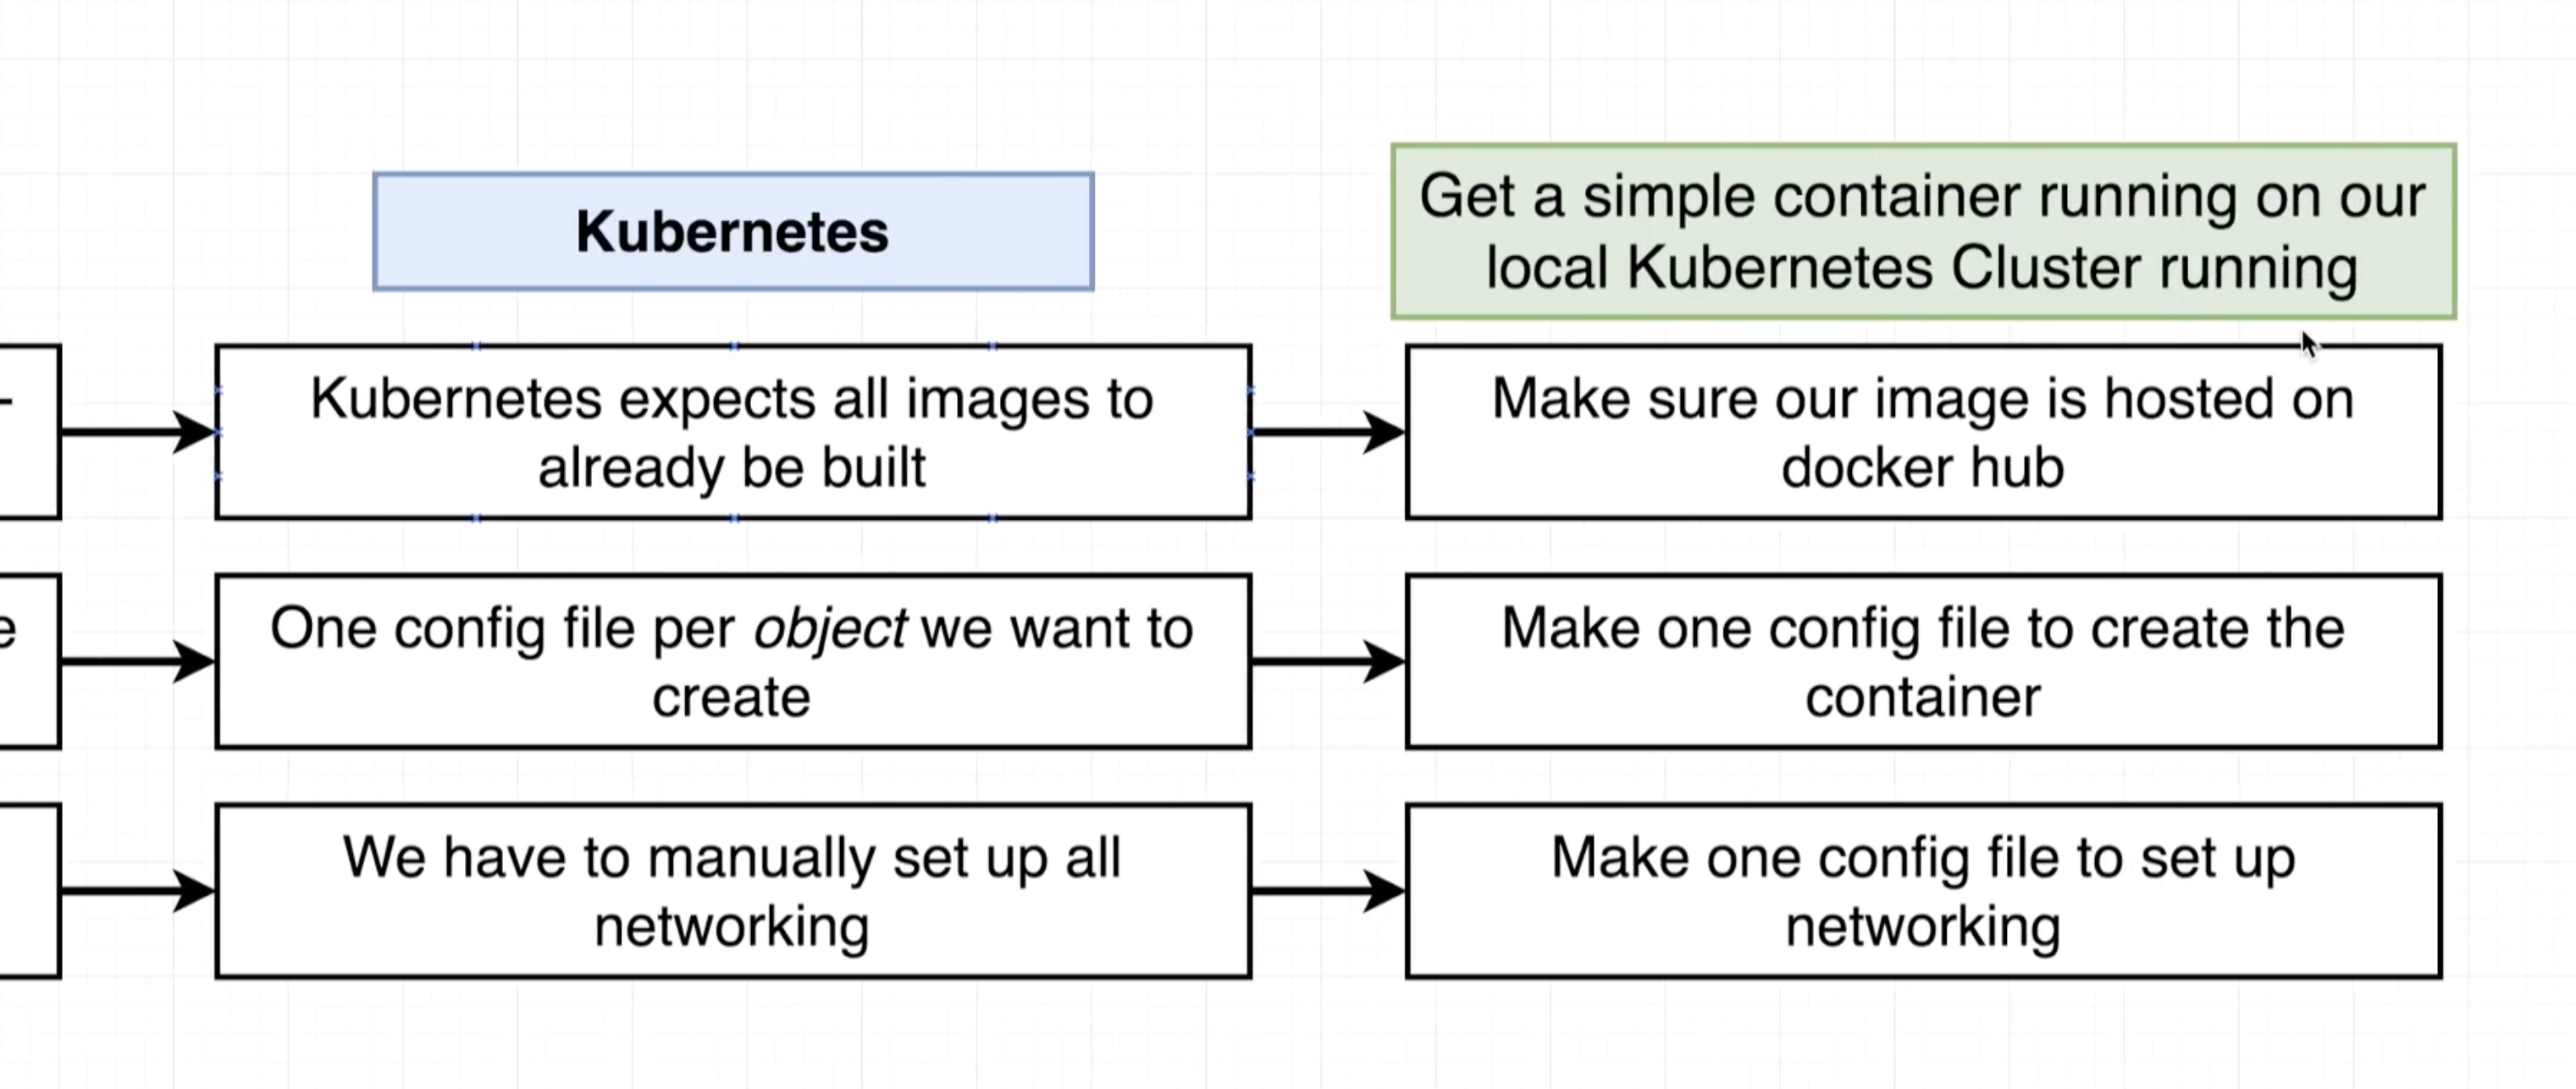 Kubernetes
Get a simple container running on our
local Kubernetes Cluster running
-
Kubernetes expects all images to
already be built
Make sure our image is hosted on
docker hub
e
One config file per object we want to
create
Make one config file to create the
container
We have to manually set up all
networking
Make one config file to set up
networking